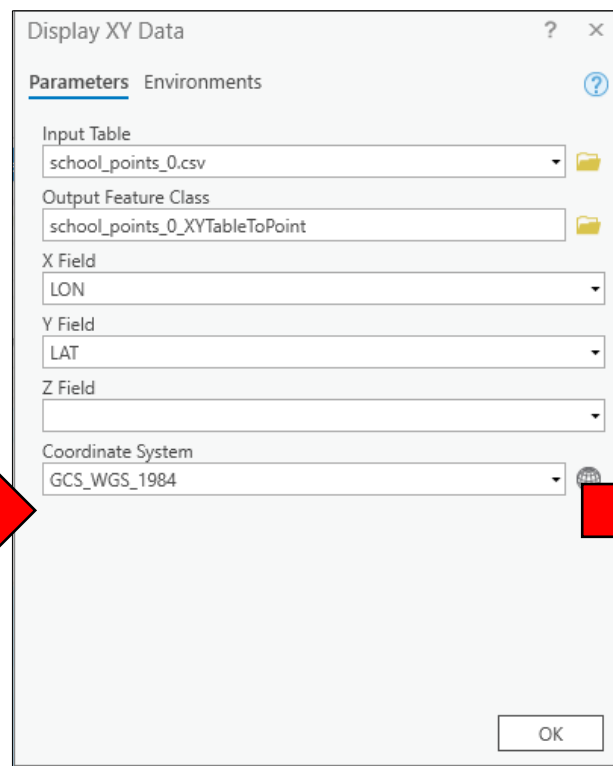 Display XY Data ? ×
Parameters Environments ?
Input Table
school_points_0.csv
Output Feature Class
school_points_0_XYTableToPoint
X Field
LON
Y Field
LAT
Z Field
Coordinate System
GCS_WGS_1984
OK